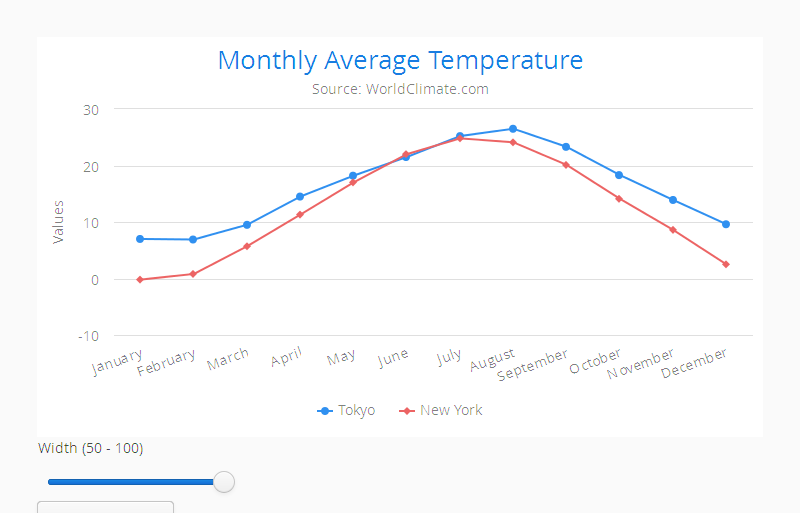 Monthly Average Temperature
Source: WorldClimate.com
30
20
10
0
-10
Values
January
February
March
April
May
June
July
August
September
October
November
December
Tokyo
New York
Width (50 - 100)